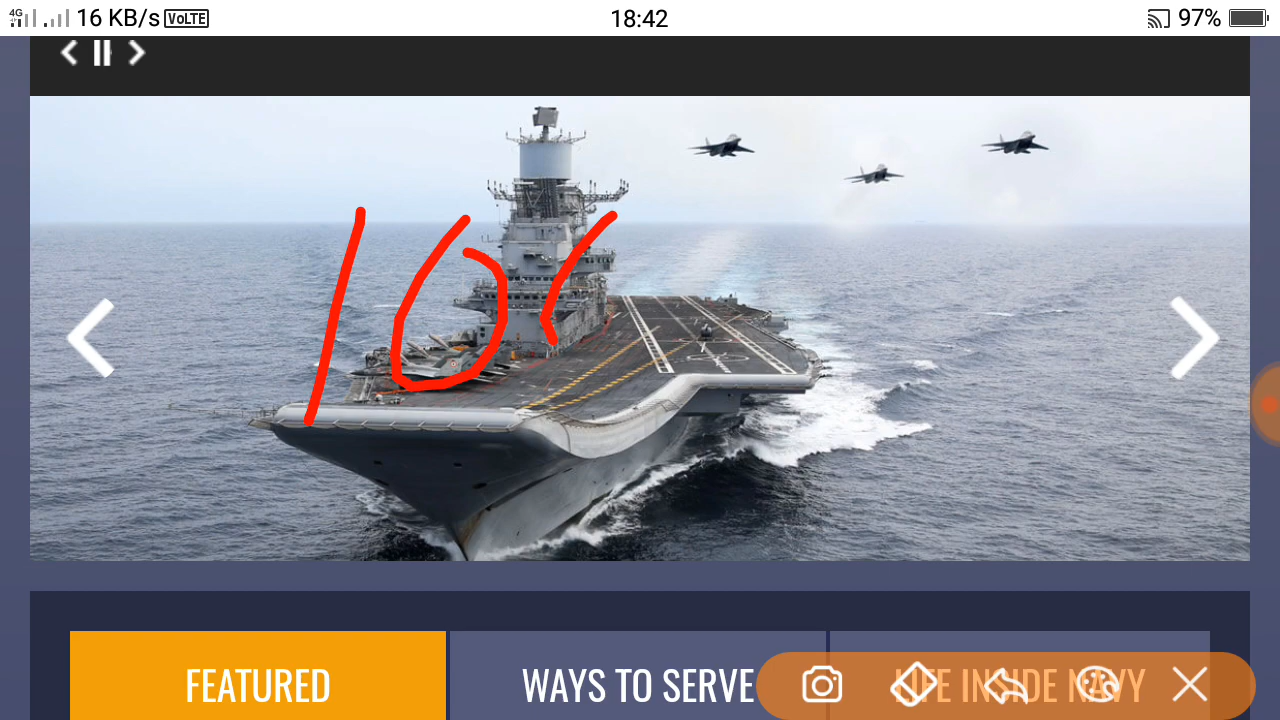 4G 16 KB/s VoLTE 18:42 97%
FEATURED WAYS TO SERVE LIFE INSIDE NAVY